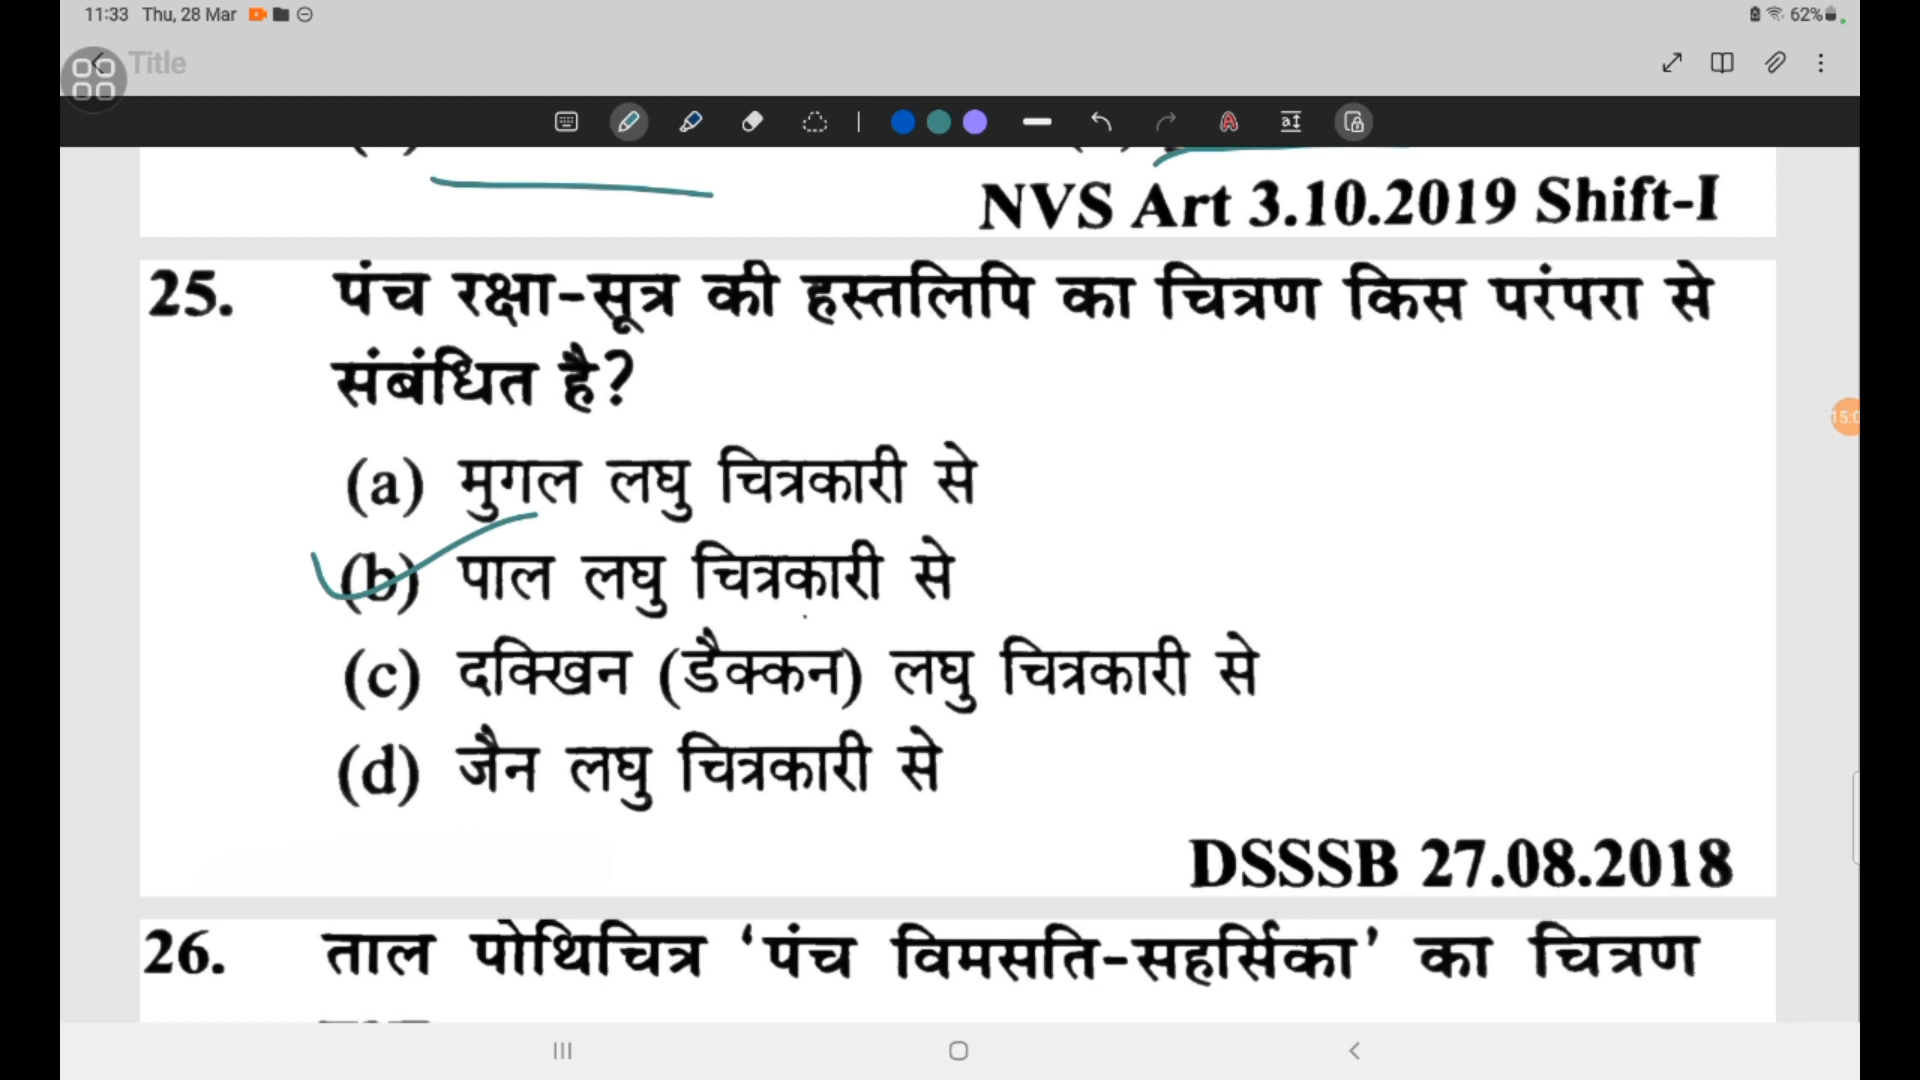 11:33 Thu, 28 Mar 62%
Title
NVS Art 3.10.2019 Shift-I
25. पंच रक्षा-सूत्र की हस्तलिपि का चित्रण किस परंपरा से
संबंधित है?
(a) मुगल लघु चित्रकारी से
(b) पाल लघु चित्रकारी से
(c) दक्खिन (डैक्कन) लघु चित्रकारी से
(d) जैन लघु चित्रकारी से
DSSSB 27.08.2018
26. ताल पोथिचित्र ‘पंच विमसति-सहर्सिका’ का चित्रण